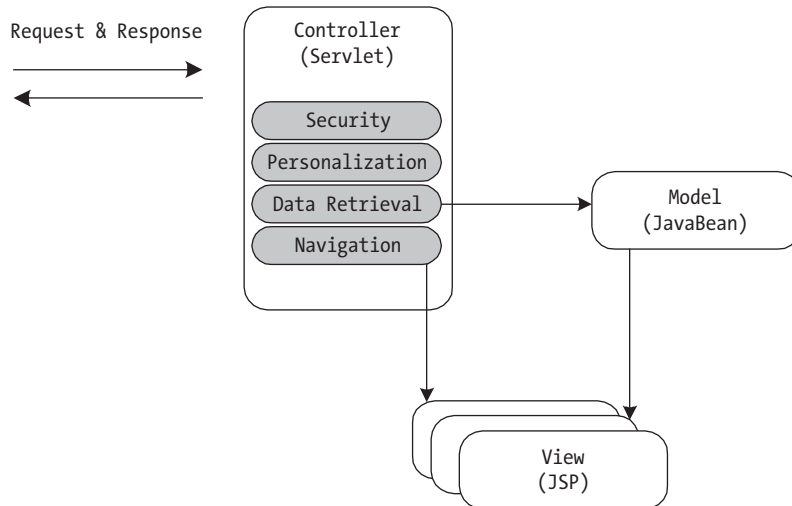 Request & Response
Controller
(Servlet)
Security
Personalization
Data Retrieval
Navigation
Model
(JavaBean)
View
(JSP)